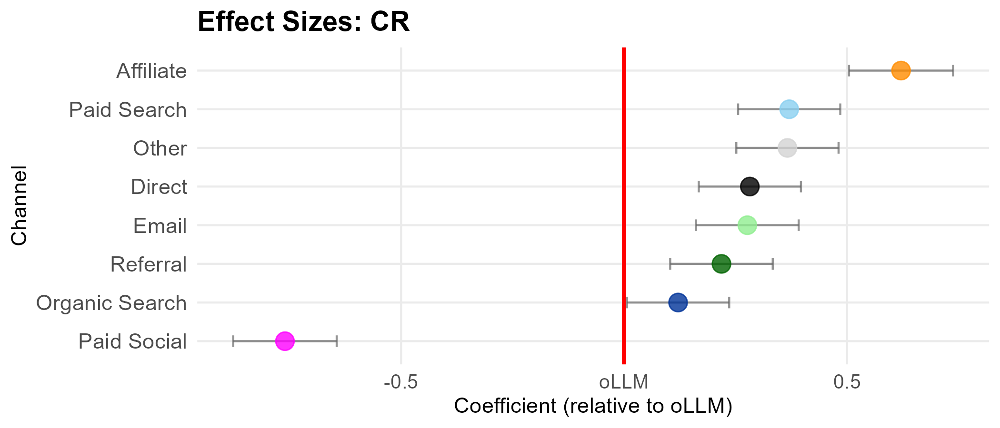 Effect Sizes: CR
Channel
Affiliate
Paid Search
Other
Direct
Email
Referral
Organic Search
Paid Social
-0.5 oLLM 0.5
Coefficient (relative to oLLM)